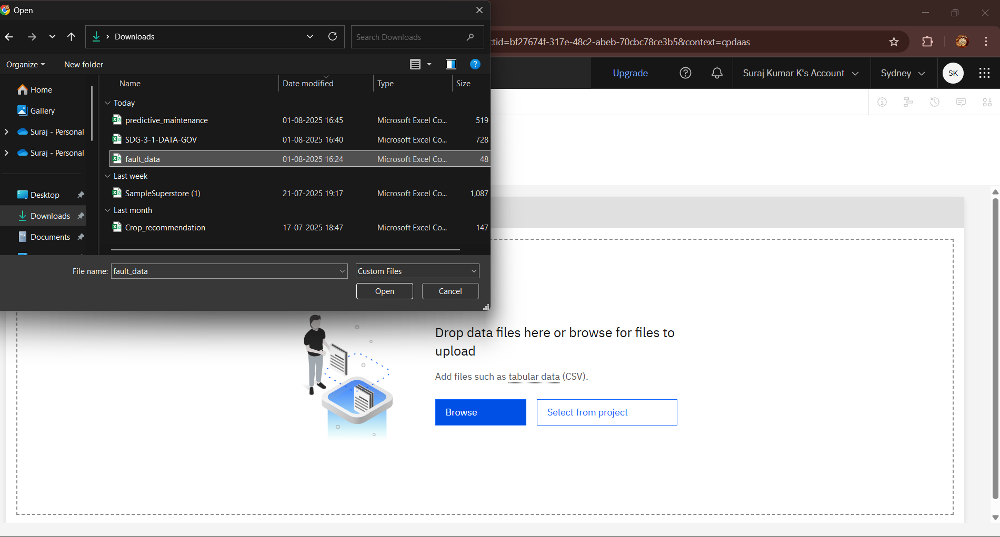 Open
Downloads
Search Downloads
ctid=bf27674f-317e-48c2-abeb-70cbc78ce3b5&context=cpdaas
Organize
New folder
Upgrade
Suraj Kumar K's Account
Sydney
SK
Home
Gallery
Suraj - Personal
Suraj - Personal
Desktop
Downloads
Documents
Name Date modified Type Size
Today
predictive_maintenance 01-08-2025 16:45 Microsoft Excel Co... 519
SDG-3-1-DATA-GOV 01-08-2025 16:40 Microsoft Excel Co... 728
fault_data 01-08-2025 16:24 Microsoft Excel Co... 48
Last week
SampleSuperstore (1) 21-07-2025 19:17 Microsoft Excel Co... 1,087
Last month
Crop_recommendation 17-07-2025 18:47 Microsoft Excel Co... 147
File name: fault_data
Custom Files
Open
Cancel
Drop data files here or browse for files to
upload
Add files such as tabular data (CSV).
Browse
Select from project